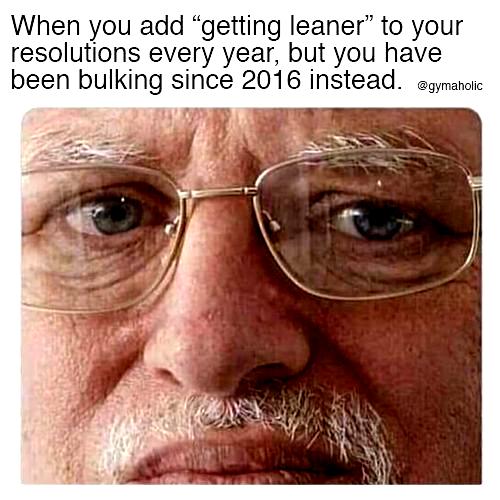 When you add “getting leaner” to your
resolutions every year, but you have
been bulking since 2016 instead. @gymaholic